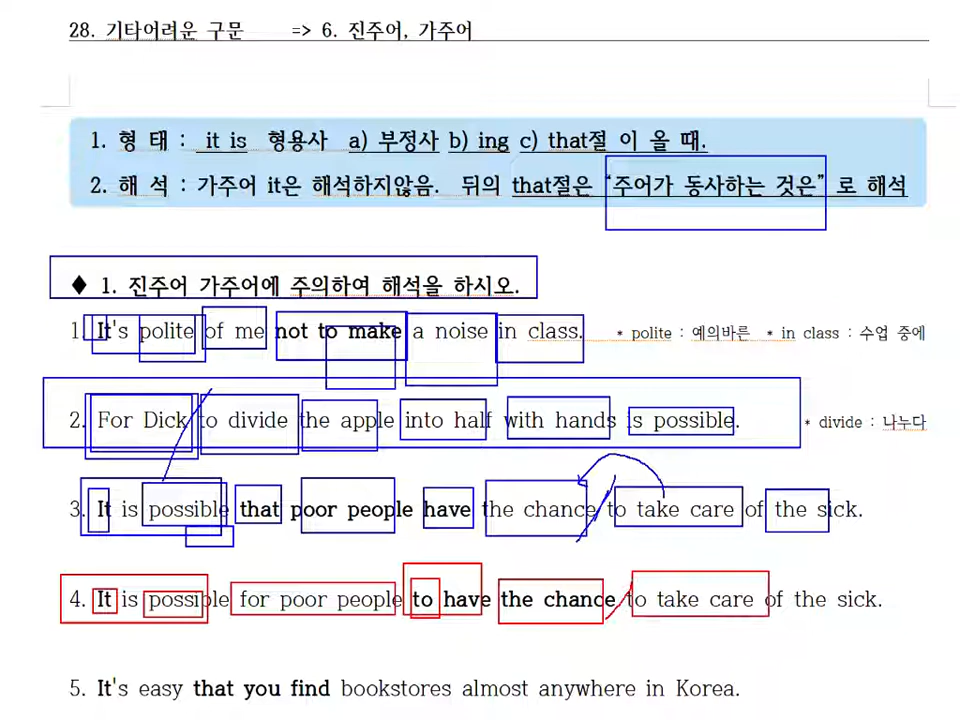 28. 기타어려운 구문 => 6. 진주어, 가주어
1. 형 태 : it is 형용사 a) 부정사 b) ing c) that절 이 올 때.
2. 해 석 : 가주어 it은 해석하지않음. 뒤의 that절은 “주어가 동사하는 것은” 로 해석
◆ 1. 진주어 가주어에 주의하여 해석을 하시오.
1. It's polite of me not to make a noise in class. * polite : 예의바른 * in class : 수업 중에
2. For Dick to divide the apple into half with hands is possible. * divide : 나누다
3. It is possible that poor people have the chance to take care of the sick.
4. It is possible for poor people to have the chance to take care of the sick.
5. It's easy that you find bookstores almost anywhere in Korea.